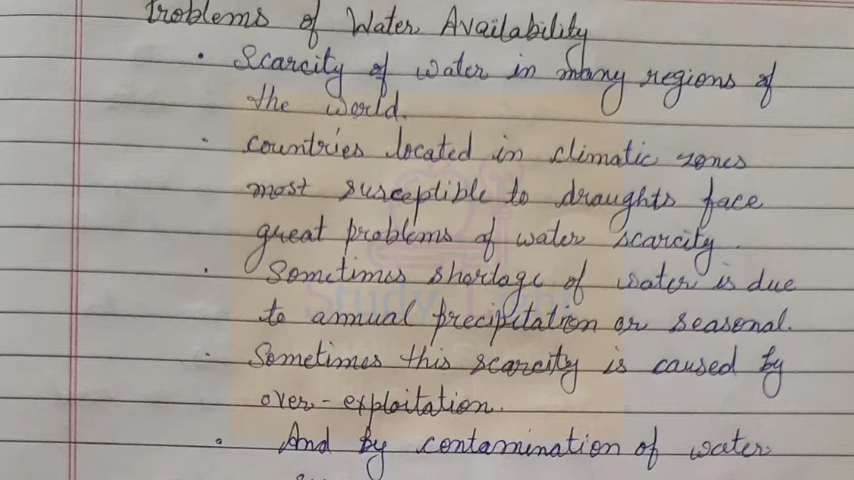 Problems of Water Availability
• Scarcity of water in many regions of
the world.
• countries located in climatic zones
most susceptible to draughts face
great problems of water scarcity.
• Sometimes shortage of water is due
to annual precipitation or seasonal.
• Sometimes this scarcity is caused by
over-exploitation.
• And by contamination of water